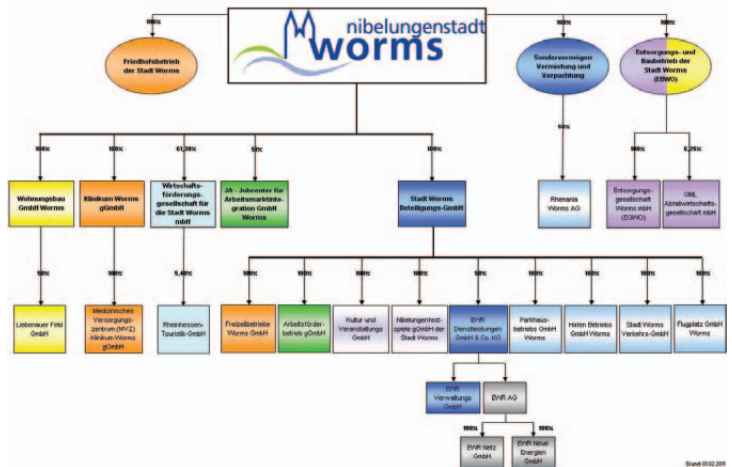 nibelungenstadt
worms
100%
100%
100%
Friedhofsbetrieb
der Stadt Worms
Sondervermögen
Vermietung und
Verpachtung
Entsorgungs- und
Baubetrieb der
Stadt Worms
(EBWO)
100%
100%
61,38%
50%
100%
50%
100%
Wohnungsbau
GmbH Worms
Klinikum Worms
gGmbH
Wirtschafts-
förderungs-
gesellschaft für
die Stadt Worms
mbH
JA - Jobcenter für
Arbeitsmarktinte-
gration GmbH
Worms
Stadt Worms
Beteiligungs-GmbH
Rhenania
Worms AG
Entsorgungs-
gesellschaft
Worms mbH
(EGWO)
GML
Abfallwirtschafts-
gesellschaft mbH
50%
100%
100%
100%
100%
100%
50%
100%
100%
100%
Liebenauer Feld
GmbH
Medizinisches
Versorgungs-
zentrum (MVZ)
Klinikum Worms
gGmbH
Rheinhessen-
Touristik-GmbH
Freizeitbetriebe
Worms GmbH
Arbeitsförder-
betrieb gGmbH
Kultur und
Veranstaltungs
GmbH
Nibelungenfest-
spiele gGmbH der
Stadt Worms
EWR
Dienstleistungen
GmbH & Co. KG
Parkhaus-
betriebs GmbH
Worms
Hafen Betriebs
GmbH Worms
Stadt Worms
Verkehrs-GmbH
Flugplatz GmbH
Worms
EWR
Verwaltungs
GmbH
EWR AG
100%
100%
EWR Netz
GmbH
EWR Neue
Energien
GmbH